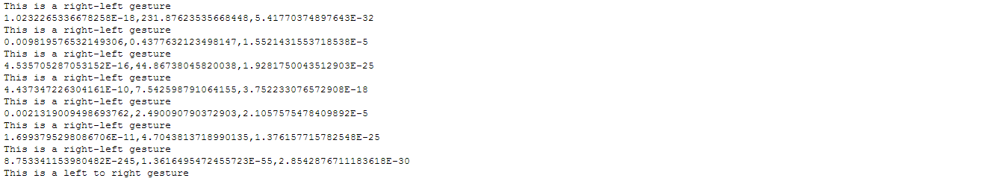 This is a right-left gesture
1.0232265336678258E-18,231.87623535668448,5.41770374897643E-32
This is a right-left gesture
0.009819576532149306,0.4377632123498147,1.5521431553718538E-5
This is a right-left gesture
4.535705287053152E-16,44.86738045820038,1.9281750043512903E-25
This is a right-left gesture
4.437347226304161E-10,7.542598791064155,3.752233076572908E-18
This is a right-left gesture
0.0021319009498693762,2.490090790372903,2.1057575478409892E-5
This is a right-left gesture
1.6993795298086706E-11,4.7043813718990135,1.376157715782548E-25
This is a right-left gesture
8.753341153980482E-245,1.3616495472455723E-55,2.8542876711183618E-30
This is a left to right gesture